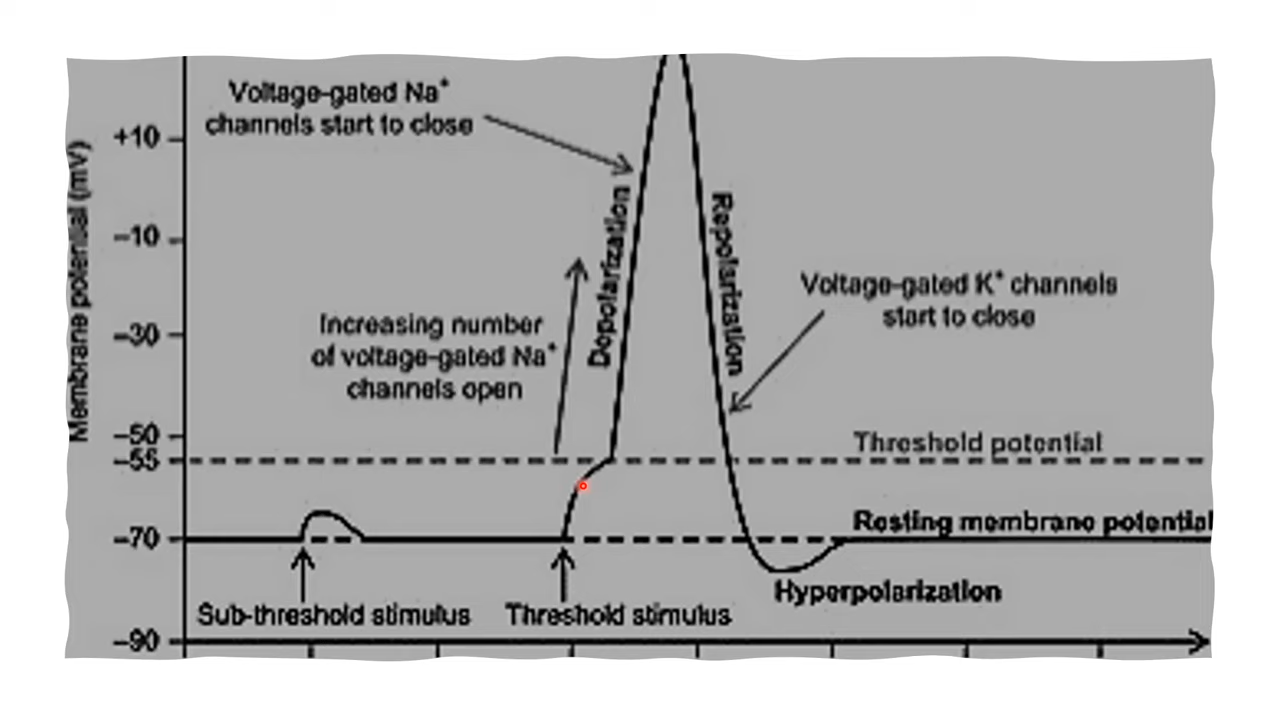 Voltage-gated Na⁺
channels start to close
Membrane potential (mV)
+10
–10
–30
–50
–55
–70
–90
Depolarization
Repolarization
Increasing number
of voltage-gated Na⁺
channels open
Voltage-gated K⁺ channels
start to close
Threshold potential
Resting membrane potential
Hyperpolarization
Sub-threshold stimulus
Threshold stimulus